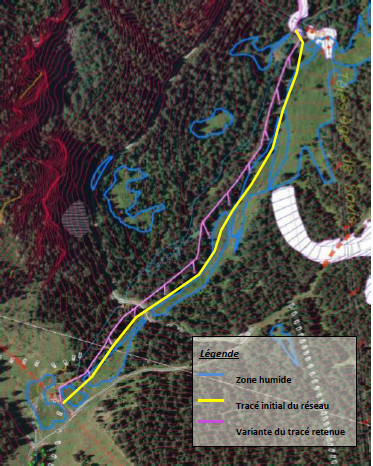 Légende
Zone humide
Tracé initial du réseau
Variante du tracé retenue